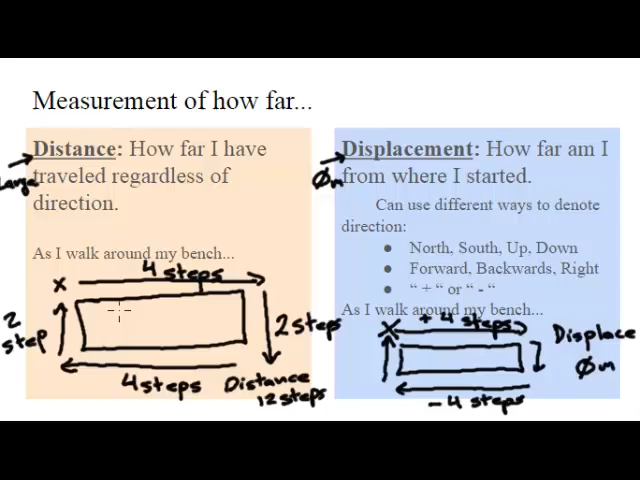 Measurement of how far...
Distance: How far I have
traveled regardless of
direction.
Large
As I walk around my bench...
4 steps
X
2
step
2 steps
4 steps
Distance
12 steps
Displacement: How far am I
from where I started.
Øm
Can use different ways to denote
direction:
● North, South, Up, Down
● Forward, Backwards, Right
● “ + “ or “ - “
As I walk around my bench...
X
+ 4 steps
Displace
Øm
- 4 steps